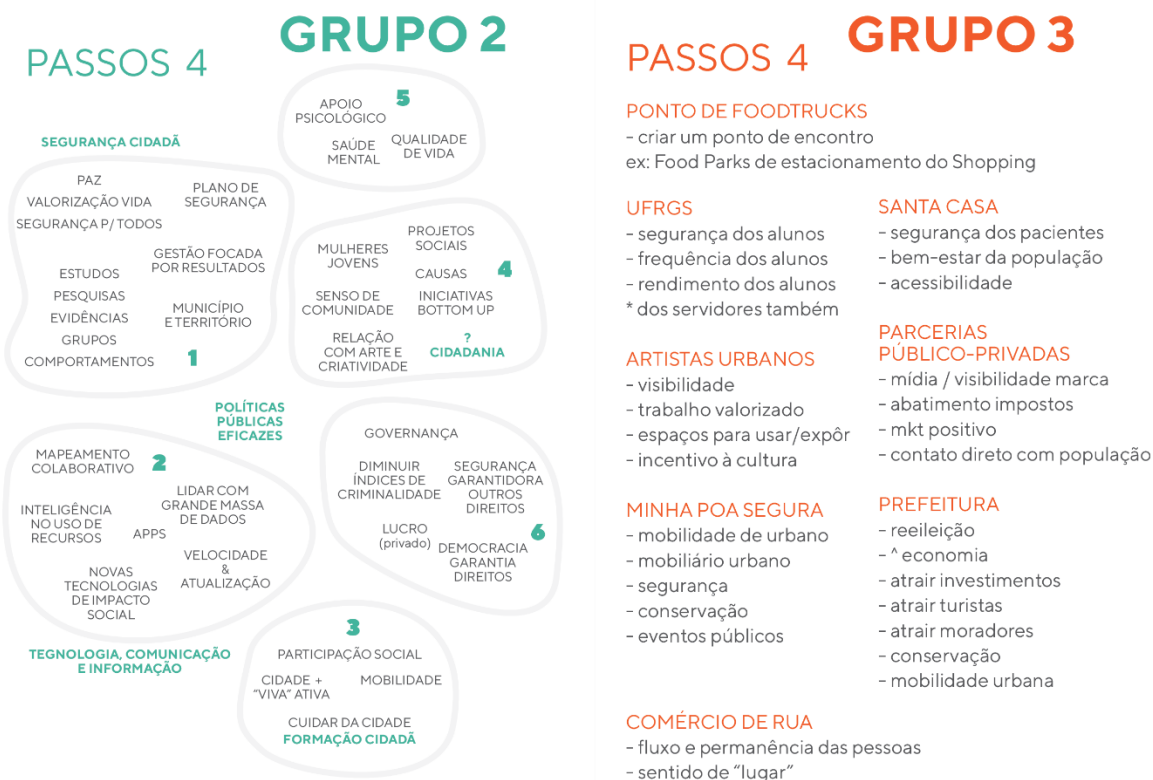 GRUPO 2
PASSOS 4
APOIO
PSICOLÓGICO
5
SAÚDE
MENTAL
QUALIDADE
DE VIDA
SEGURANÇA CIDADÃ
PAZ
VALORIZAÇÃO VIDA
SEGURANÇA P/ TODOS
PLANO DE
SEGURANÇA
GESTÃO FOCADA
POR RESULTADOS
ESTUDOS
PESQUISAS
EVIDÊNCIAS
GRUPOS
COMPORTAMENTOS
MUNICÍPIO
E TERRITÓRIO
1
MULHERES
JOVENS
PROJETOS
SOCIAIS
CAUSAS
4
SENSO DE
COMUNIDADE
INICIATIVAS
BOTTOM UP
RELAÇÃO
COM ARTE E
CRIATIVIDADE
?
CIDADANIA
POLÍTICAS
PÚBLICAS
EFICAZES
MAPEAMENTO
COLABORATIVO
2
INTELIGÊNCIA
NO USO DE
RECURSOS
LIDAR COM
GRANDE MASSA
DE DADOS
APPS
VELOCIDADE
&
ATUALIZAÇÃO
NOVAS
TECNOLOGIAS
DE IMPACTO
SOCIAL
TEGNOLOGIA, COMUNICAÇÃO
E INFORMAÇÃO
GOVERNANÇA
DIMINUIR
ÍNDICES DE
CRIMINALIDADE
SEGURANÇA
GARANTIDORA
OUTROS
DIREITOS
LUCRO
(privado)
6
DEMOCRACIA
GARANTIA
DIREITOS
3
PARTICIPAÇÃO SOCIAL
CIDADE +
"VIVA" ATIVA
MOBILIDADE
CUIDAR DA CIDADE
FORMAÇÃO CIDADÃ
GRUPO 3
PASSOS 4
PONTO DE FOODTRUCKS
- criar um ponto de encontro
ex: Food Parks de estacionamento do Shopping
UFRGS
- segurança dos alunos
- frequência dos alunos
- rendimento dos alunos
* dos servidores também
ARTISTAS URBANOS
- visibilidade
- trabalho valorizado
- espaços para usar/expôr
- incentivo à cultura
MINHA POA SEGURA
- mobilidade de urbano
- mobiliário urbano
- segurança
- conservação
- eventos públicos
SANTA CASA
- segurança dos pacientes
- bem-estar da população
- acessibilidade
PARCERIAS
PÚBLICO-PRIVADAS
- mídia / visibilidade marca
- abatimento impostos
- mkt positivo
- contato direto com população
PREFEITURA
- reeileição
- ^ economia
- atrair investimentos
- atrair turistas
- atrair moradores
- conservação
- mobilidade urbana
COMÉRCIO DE RUA
- fluxo e permanência das pessoas
- sentido de "lugar"